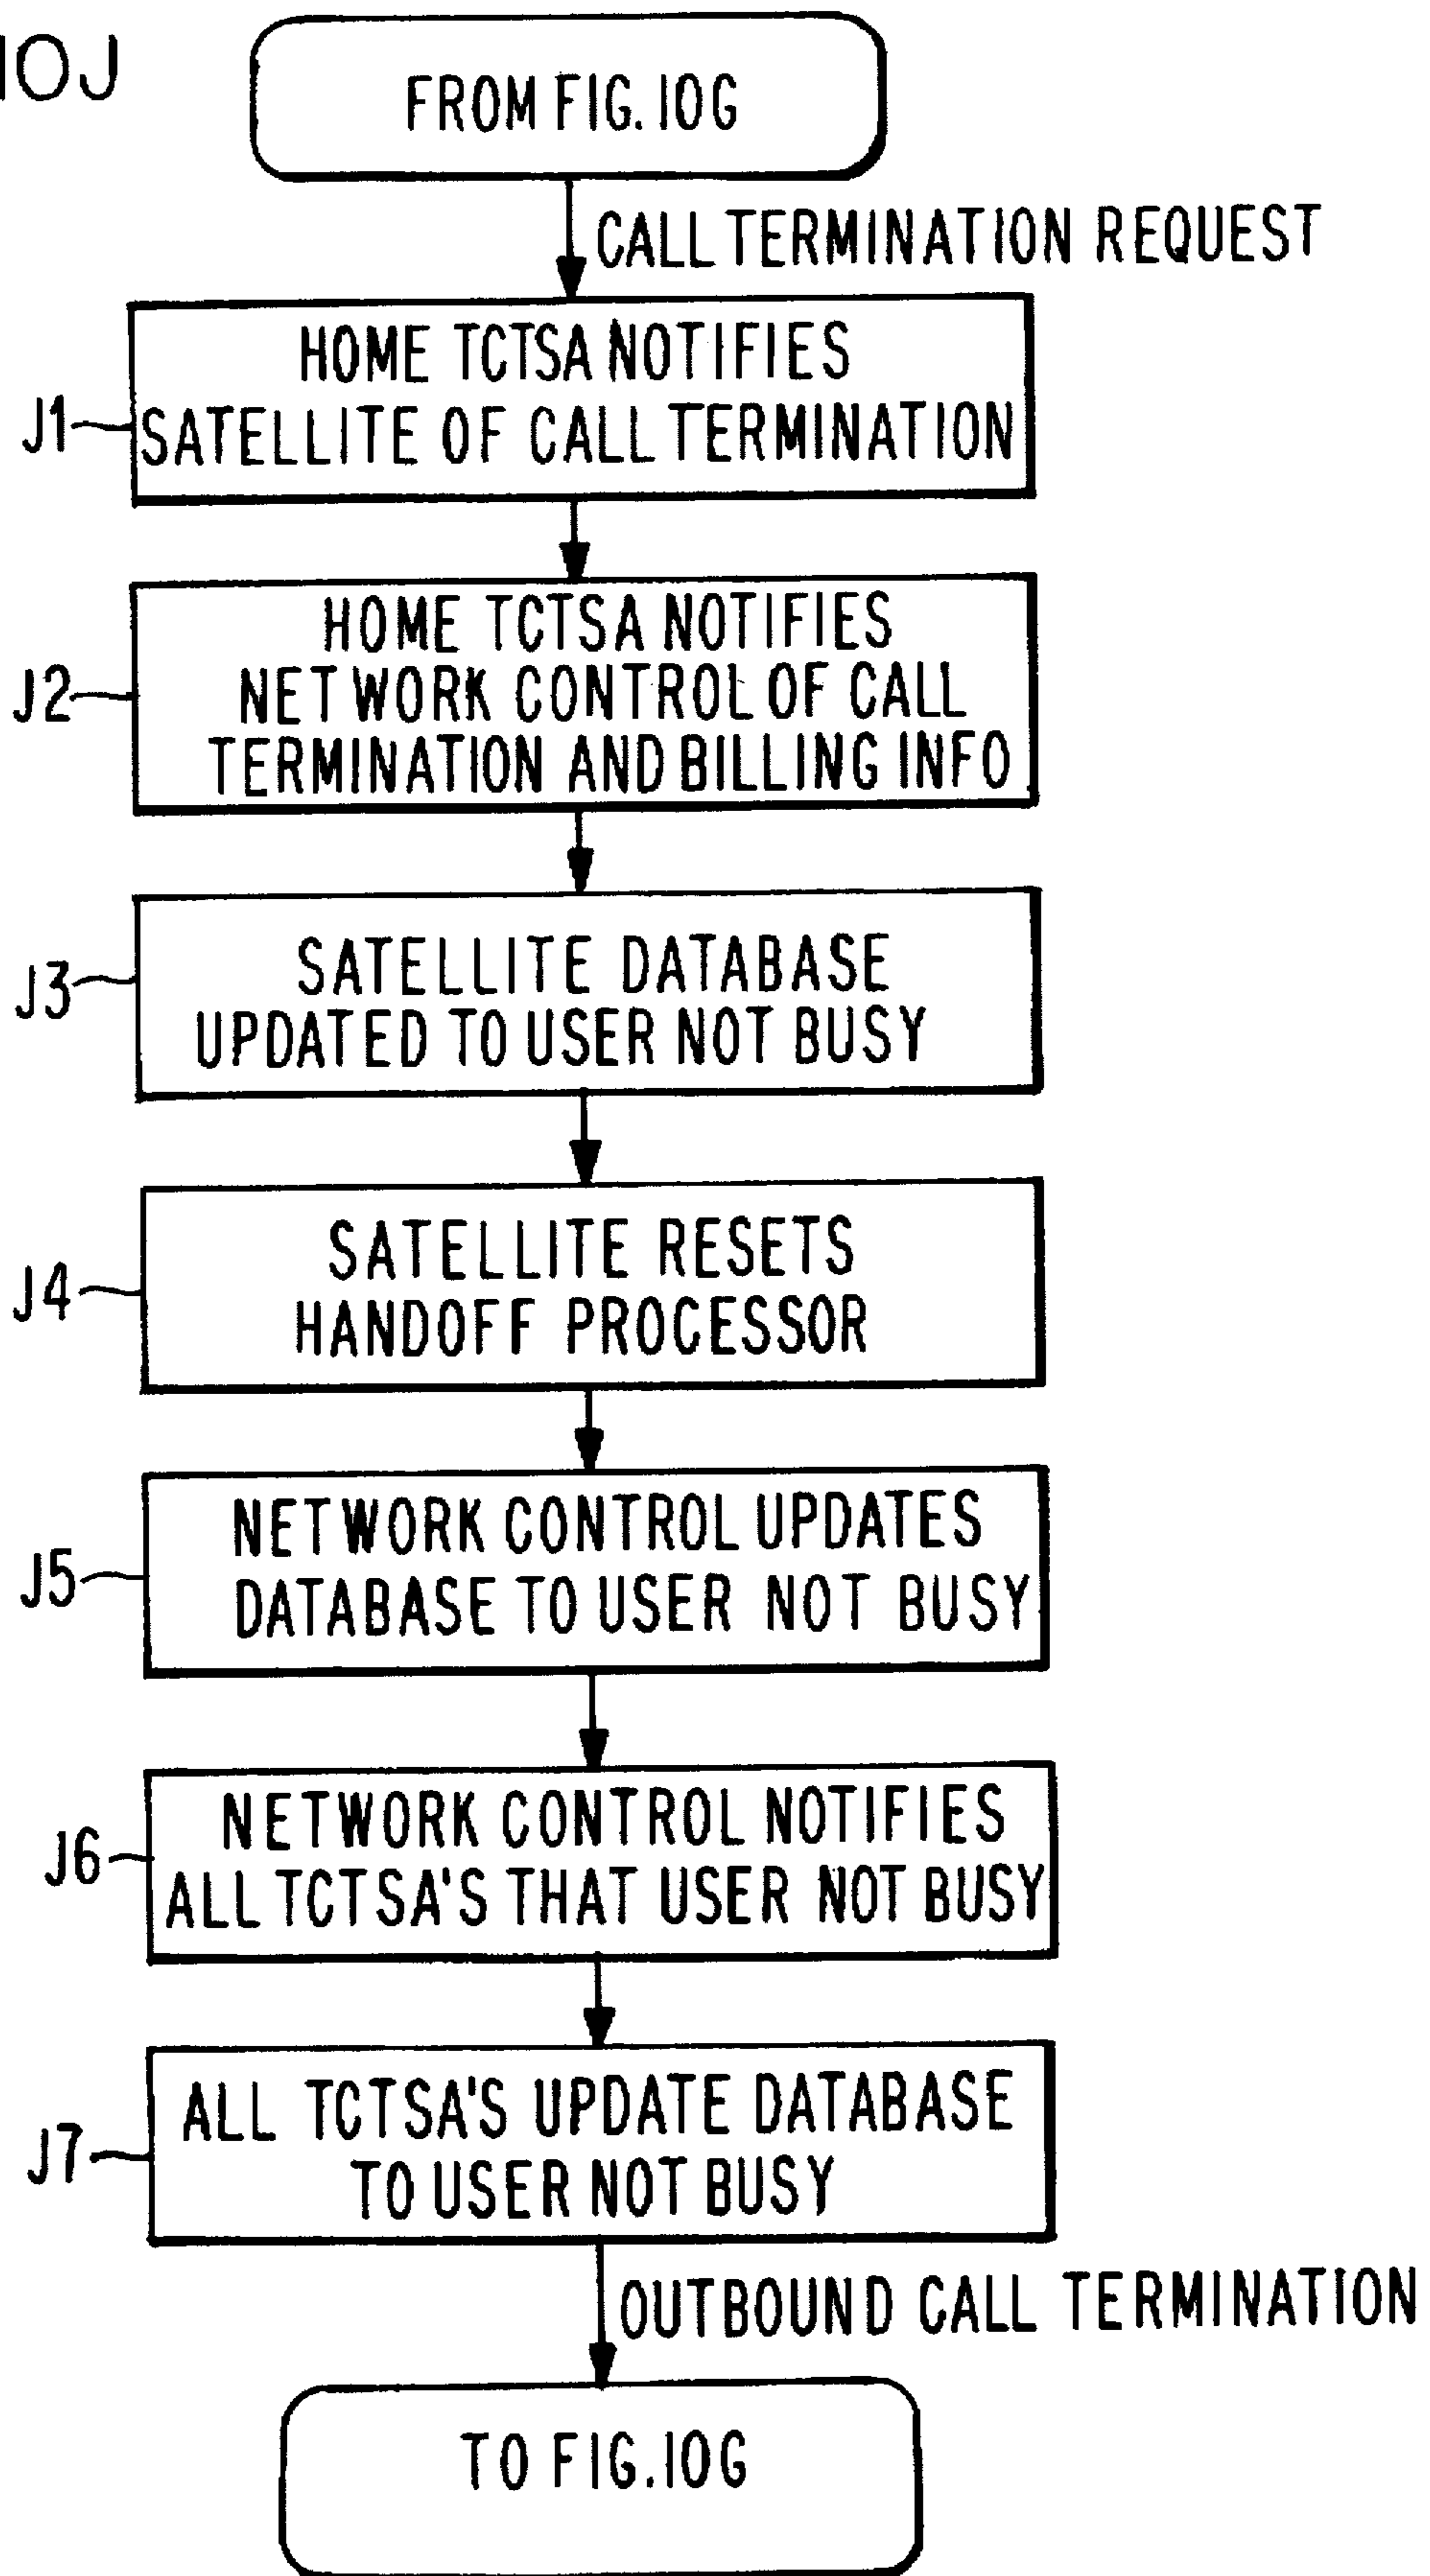 10J
FROM FIG. 10G
CALL TERMINATION REQUEST
HOME TCTSA NOTIFIES
J1
SATELLITE OF CALL TERMINATION
HOME TCTSA NOTIFIES
J2
NETWORK CONTROL OF CALL
TERMINATION AND BILLING INFO
SATELLITE DATABASE
J3
UPDATED TO USER NOT BUSY
SATELLITE RESETS
J4
HANDOFF PROCESSOR
NETWORK CONTROL UPDATES
J5
DATABASE TO USER NOT BUSY
NETWORK CONTROL NOTIFIES
J6
ALL TCTSA'S THAT USER NOT BUSY
ALL TCTSA'S UPDATE DATABASE
J7
TO USER NOT BUSY
OUTBOUND CALL TERMINATION
TO FIG. 10G